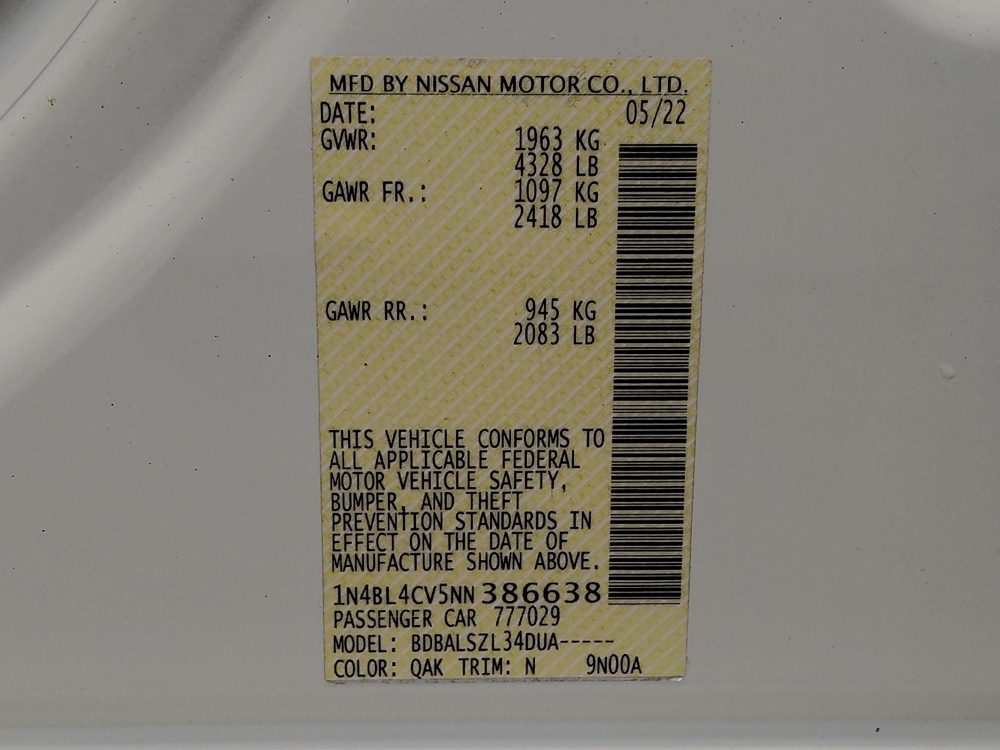 MFD BY NISSAN MOTOR CO., LTD.
DATE: 05/22
GVWR: 1963 KG
4328 LB
GAWR FR.: 1097 KG
2418 LB
GAWR RR.: 945 KG
2083 LB
THIS VEHICLE CONFORMS TO
ALL APPLICABLE FEDERAL
MOTOR VEHICLE SAFETY,
BUMPER, AND THEFT
PREVENTION STANDARDS IN
EFFECT ON THE DATE OF
MANUFACTURE SHOWN ABOVE.
1N4BL4CV5NN386638
PASSENGER CAR 777029
MODEL: BDBALSZL34DUA-----
COLOR: QAK TRIM: N 9N00A